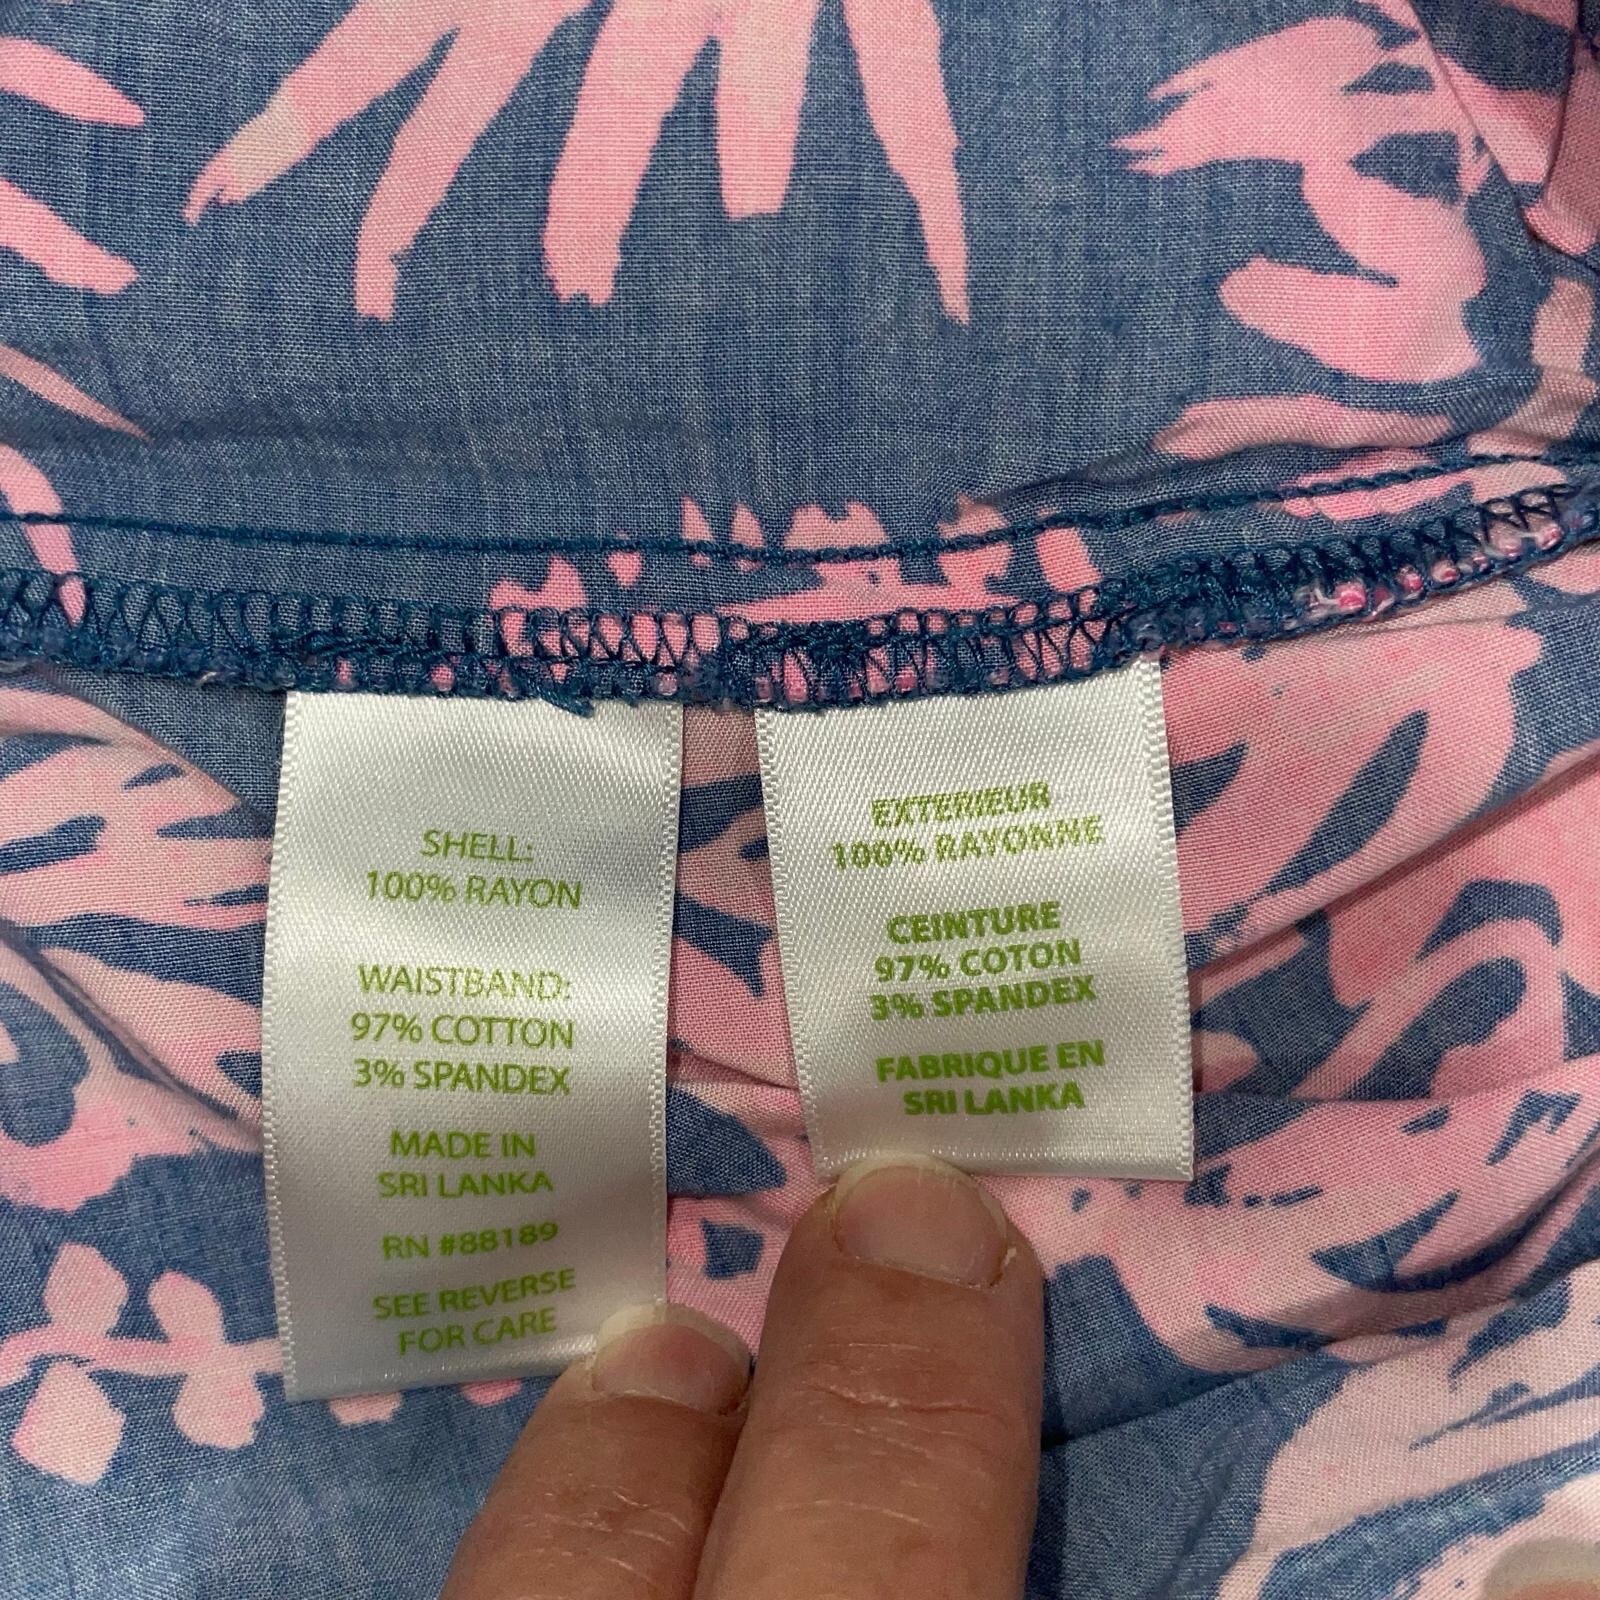 SHELL:
100% RAYON
WAISTBAND:
97% COTTON
3% SPANDEX
MADE IN
SRI LANKA
RN #88189
SEE REVERSE
FOR CARE
EXTERIEUR
100% RAYONNE
CEINTURE
97% COTON
3% SPANDEX
FABRIQUE EN
SRI LANKA